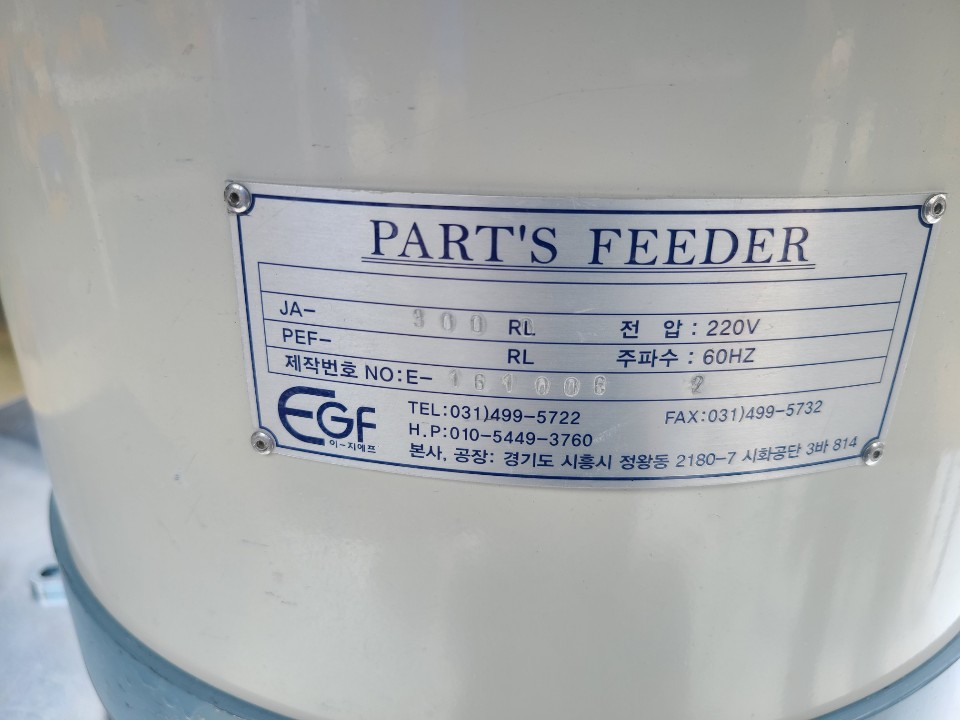 PART'S FEEDER
JA- 300 RL 전 압 : 220V
PEF- RL 주파수 : 60HZ
제작번호 NO:E- 161006 2
EGF 이-지에프
TEL:031)499-5722 FAX:031)499-5732
H.P:010-5449-3760
본사, 공장: 경기도 시흥시 정왕동 2180-7 시화공단 3바 814